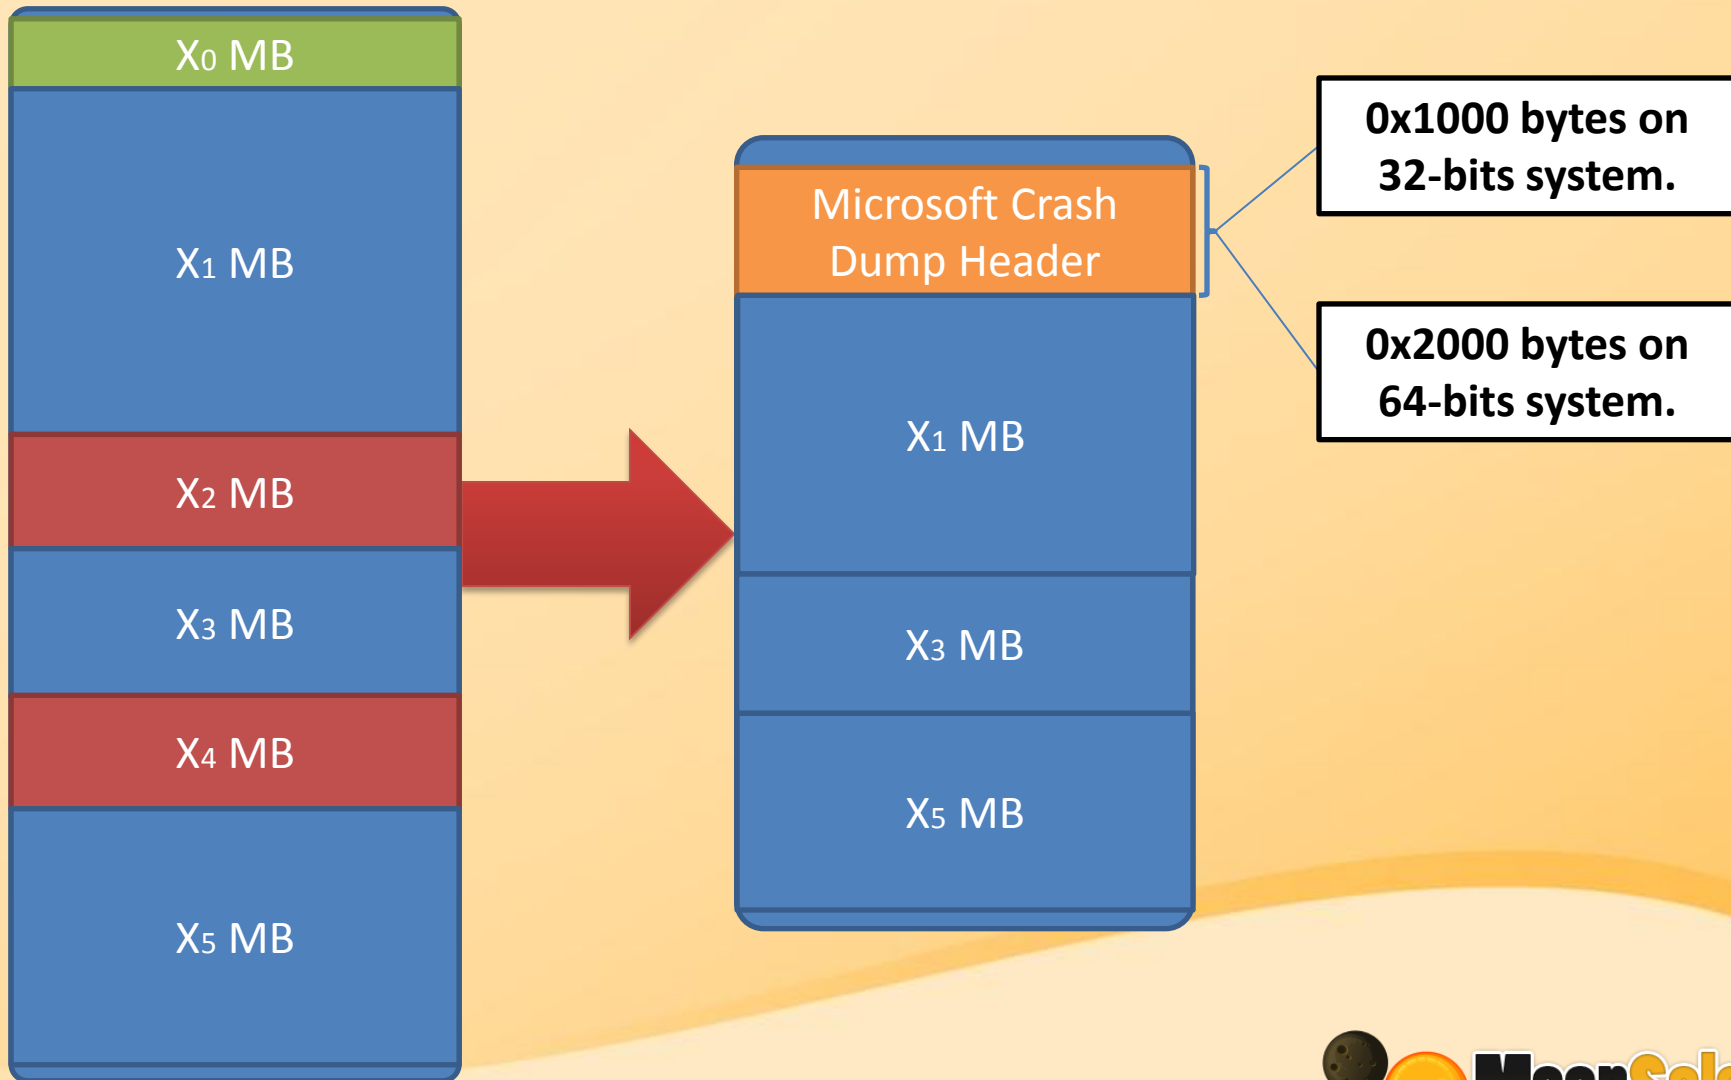 X0 MB
X1 MB
X2 MB
X3 MB
X4 MB
X5 MB
Microsoft Crash
Dump Header
X1 MB
X3 MB
X5 MB
0x1000 bytes on
32-bits system.
0x2000 bytes on
64-bits system.